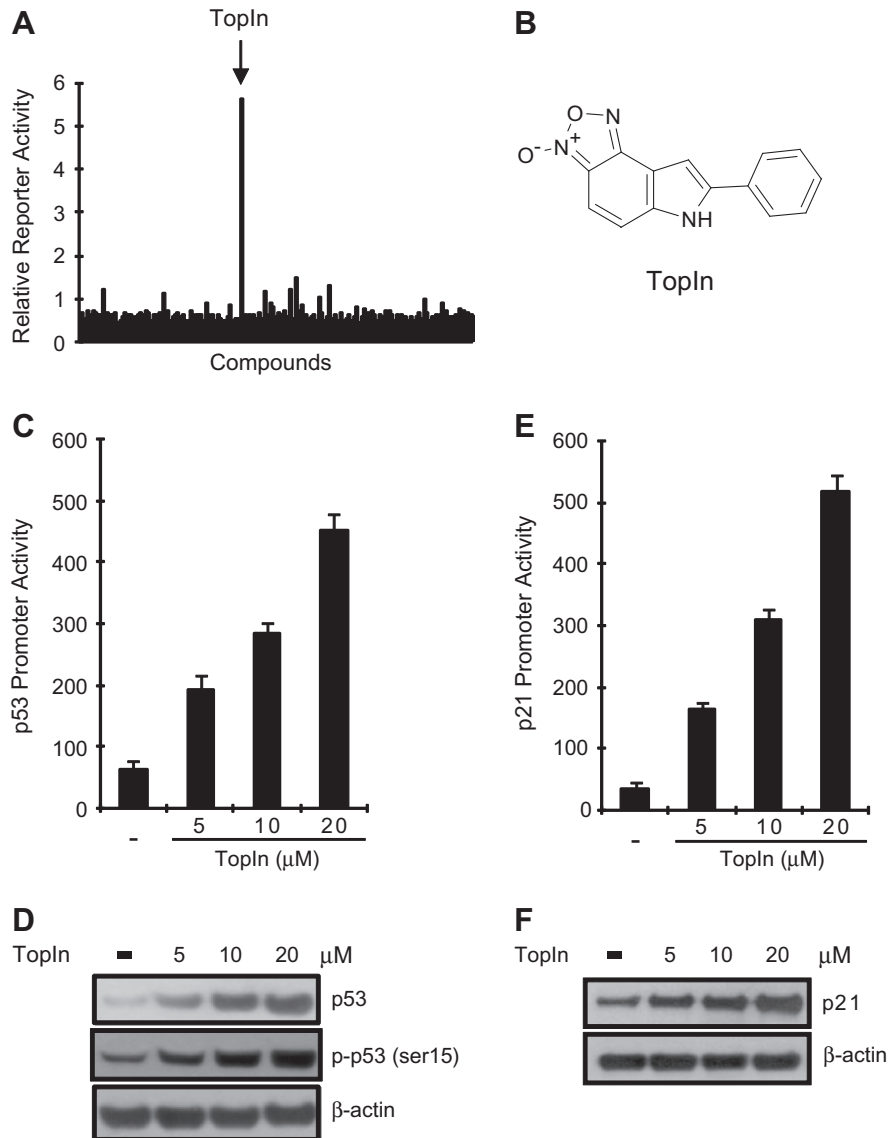 A
TopIn
Relative Reporter Activity
6
5
4
3
2
1
0
Compounds
B
O
N
O-
N+
NH
TopIn
C
p53 Promoter Activity
600
500
400
300
200
100
0
-
5 10 20
TopIn (μM)
E
p21 Promoter Activity
600
500
400
300
200
100
0
-
5 10 20
TopIn (μM)
D
TopIn - 5 10 20 μM
p53
p-p53 (ser15)
β-actin
F
TopIn - 5 10 20 μM
p21
β-actin